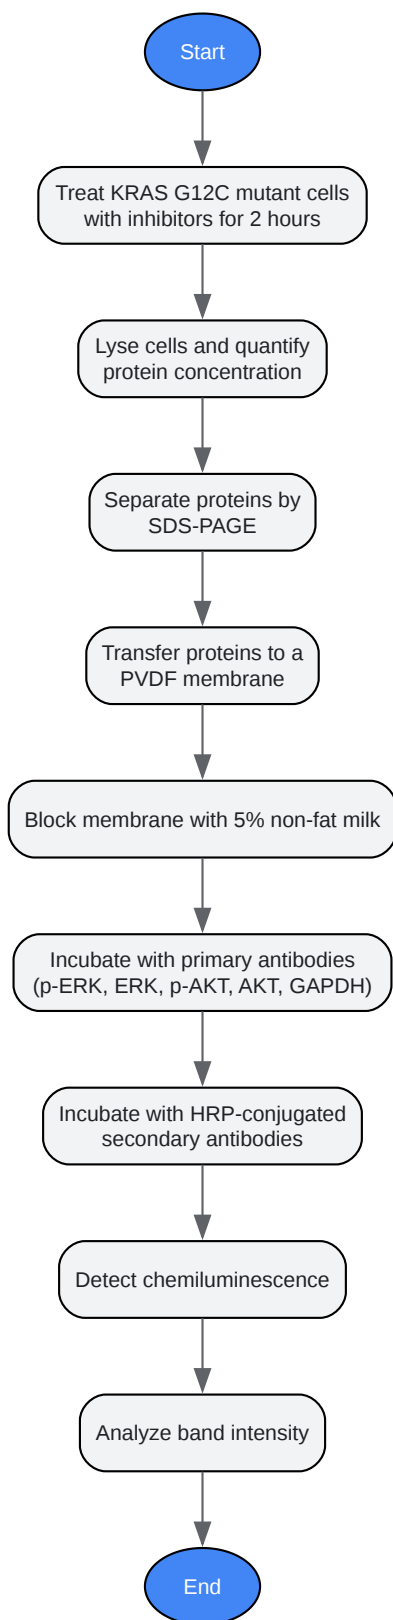 Start
Treat KRAS G12C mutant cells
with inhibitors for 2 hours
Lyse cells and quantify
protein concentration
Separate proteins by
SDS-PAGE
Transfer proteins to a
PVDF membrane
Block membrane with 5% non-fat milk
Incubate with primary antibodies
(p-ERK, ERK, p-AKT, AKT, GAPDH)
Incubate with HRP-conjugated
secondary antibodies
Detect chemiluminescence
Analyze band intensity
End